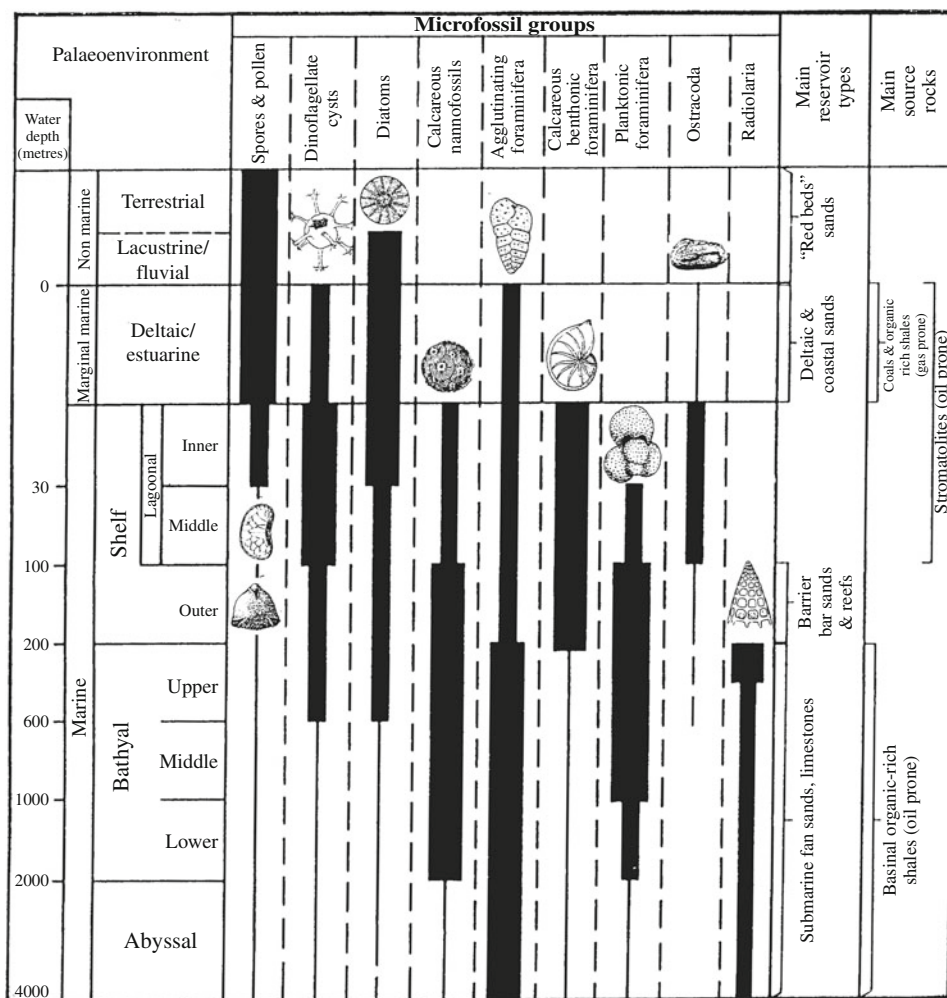 Microfossil groups
Palaeoenvironment
Water
depth
(metres)
Spores & pollen
Dinoflagellate
cysts
Diatoms
Calcareous
nannofossils
Agglutinating
foraminifera
Calcareous
benthonic
foraminifera
Planktonic
foraminifera
Ostracoda
Radiolaria
Main
reservoir
types
Main
source
rocks
Non marine
Terrestrial
Lacustrine/
fluvial
"Red beds"
sands
0
Marginal marine
Deltaic/
estuarine
Deltaic &
coastal sands
Coals & organic
rich shales
(gas prone)
Stromatolites (oil prone)
Marine
Shelf
Lagoonal
Inner
30
Middle
100
Outer
Barrier
bar sands
& reefs
200
Bathyal
Upper
600
Middle
1000
Lower
2000
Submarine fan sands, limestones
Basinal organic-rich
shales (oil prone)
Abyssal
4000